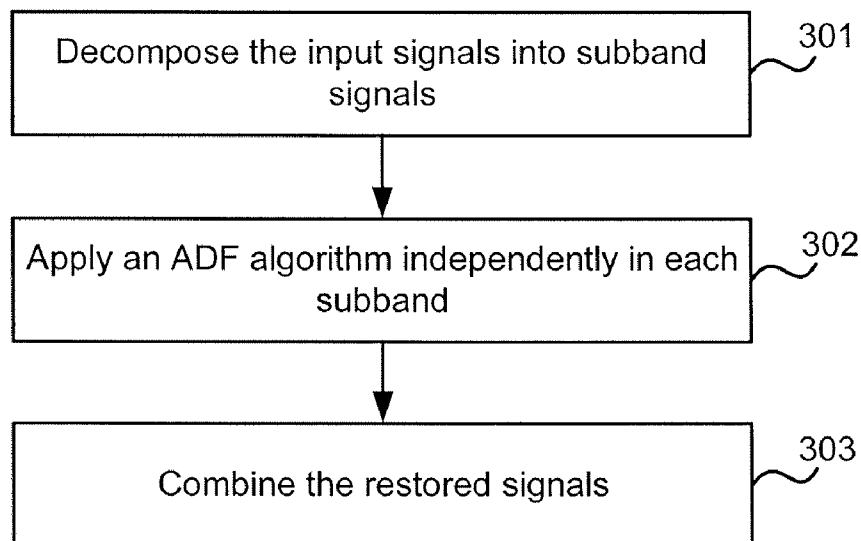 Decompose the input signals into subband
signals
301
Apply an ADF algorithm independently in each
subband
302
Combine the restored signals
303